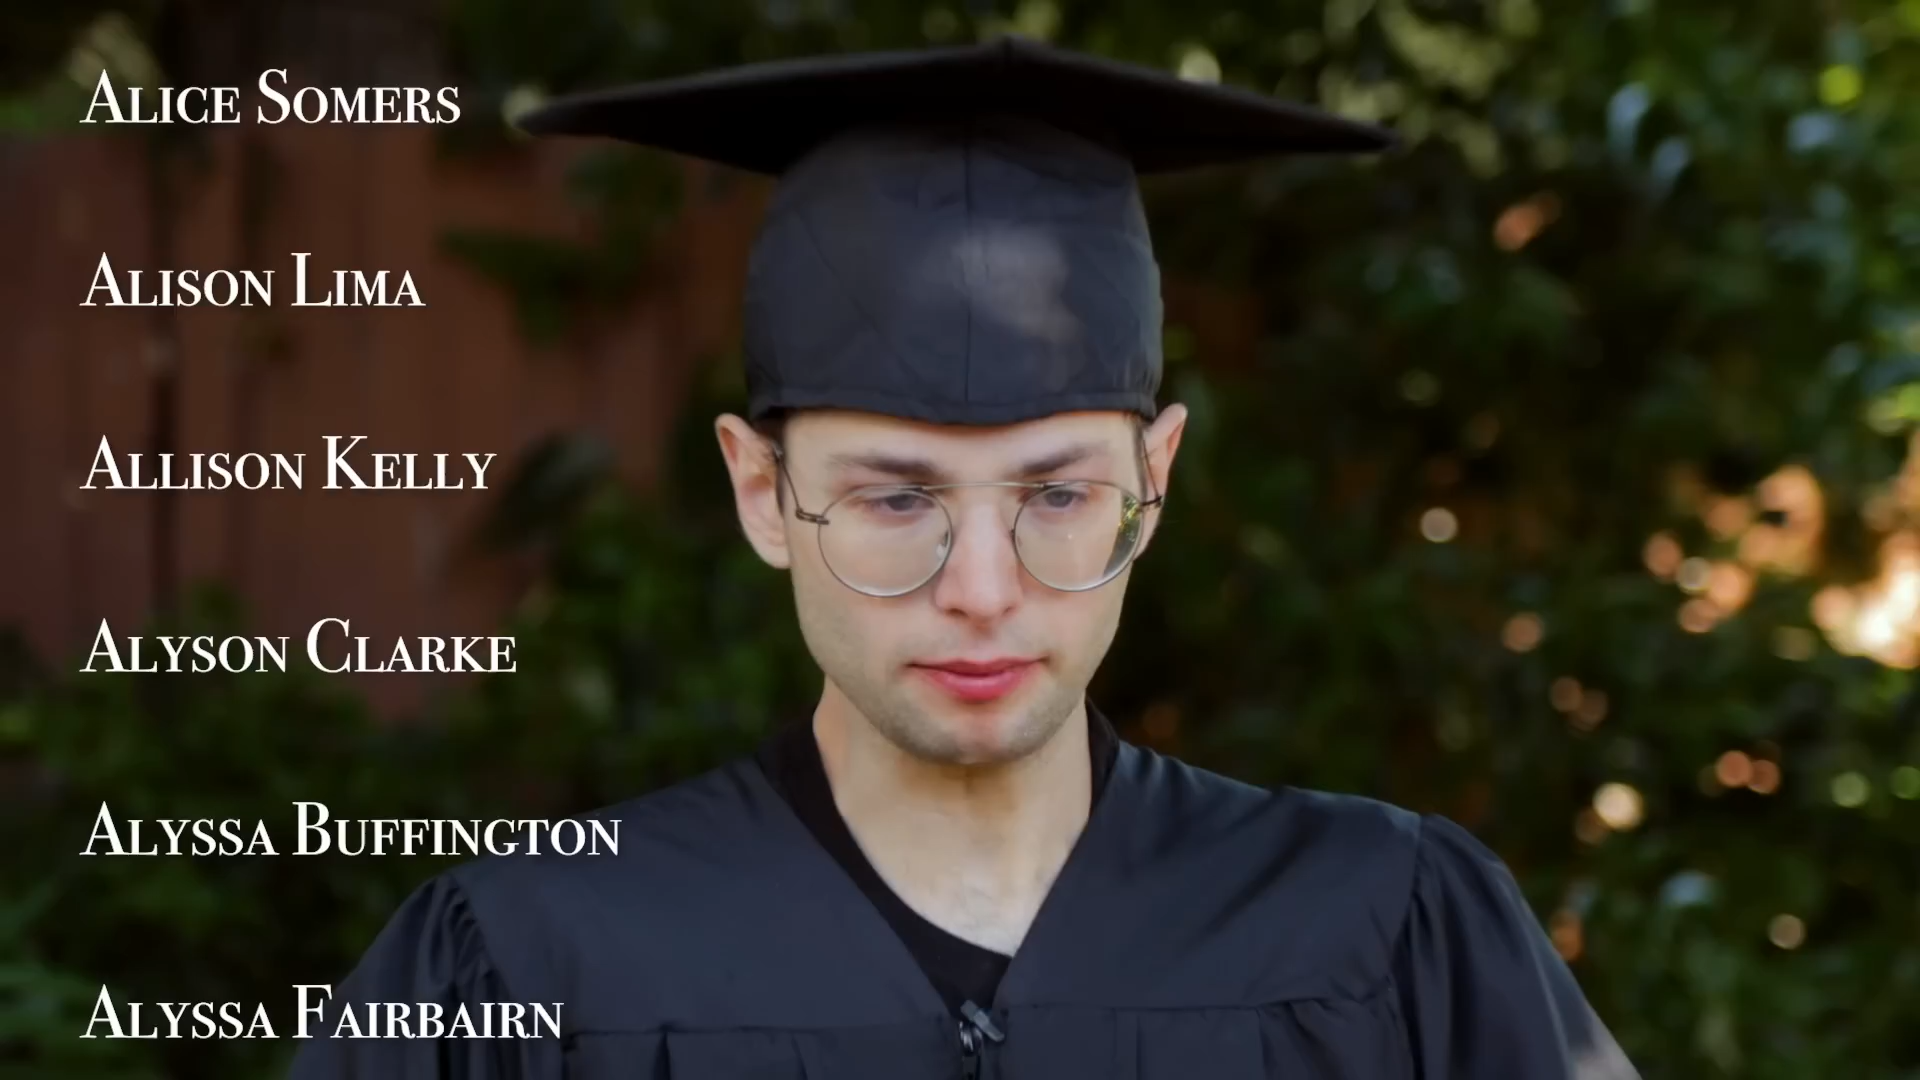 Alice Somers
Alison Lima
Allison Kelly
Alyson Clarke
Alyssa Buffington
Alyssa Fairbairn